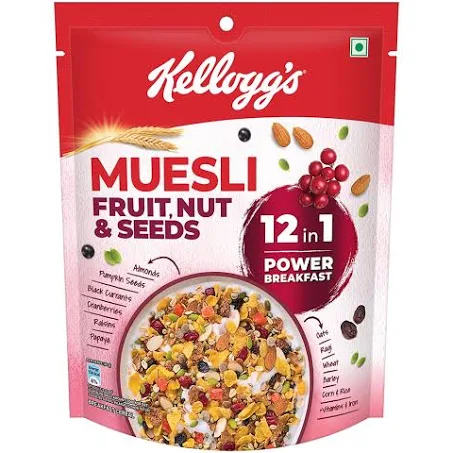 Kellogg's
MUESLI
FRUIT, NUT
& SEEDS
12 in 1
POWER
BREAKFAST
Almonds
Pumpkin Seeds
Black Currants
Cranberries
Raisins
Papaya
Oats
Ragi
Wheat
Barley
Corn & Rice
+Vitamins & Iron